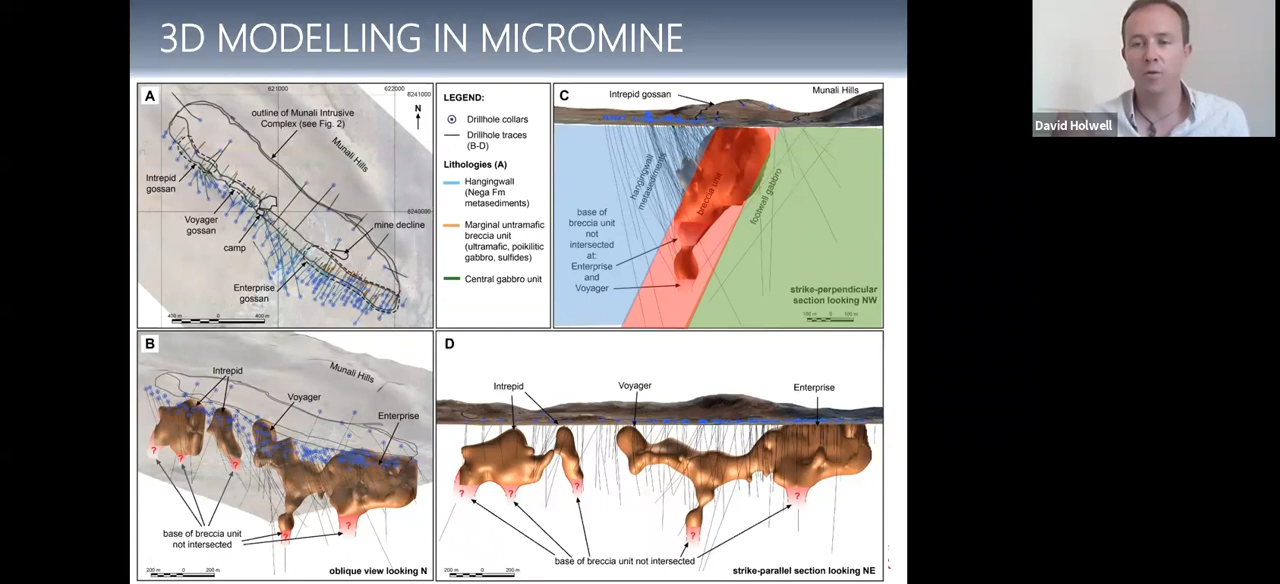 3D MODELLING IN MICROMINE
David Holwell
A
621000
622000
8241000
N
outline of Munali Intrusive
Complex (see Fig. 2)
Munali Hills
Intrepid
gossan
Voyager
gossan
8240000
camp
mine decline
Enterprise
gossan
400 m
0
400 m
LEGEND:
Drillhole collars
Drillhole traces
(B-D)
Lithologies (A)
Hangingwall
(Nega Fm
metasediments)
Marginal untramafic
breccia unit
(ultramafic, poikilitic
gabbro, sulfides)
Central gabbro unit
C
Intrepid gossan
Munali Hills
hangingwall
metasediments
breccia unit
footwall gabbro
base of
breccia unit
not
intersected
at:
Enterprise
and
Voyager
strike-perpendicular
section looking NW
100 m
0
100 m
B
Intrepid
Munali Hills
Voyager
Enterprise
?
?
?
?
?
base of breccia unit
not intersected
200 m
0
200 m
oblique view looking N
D
Intrepid
Voyager
Enterprise
?
?
?
?
?
base of breccia unit not intersected
200 m
0
200 m
strike-parallel section looking NE